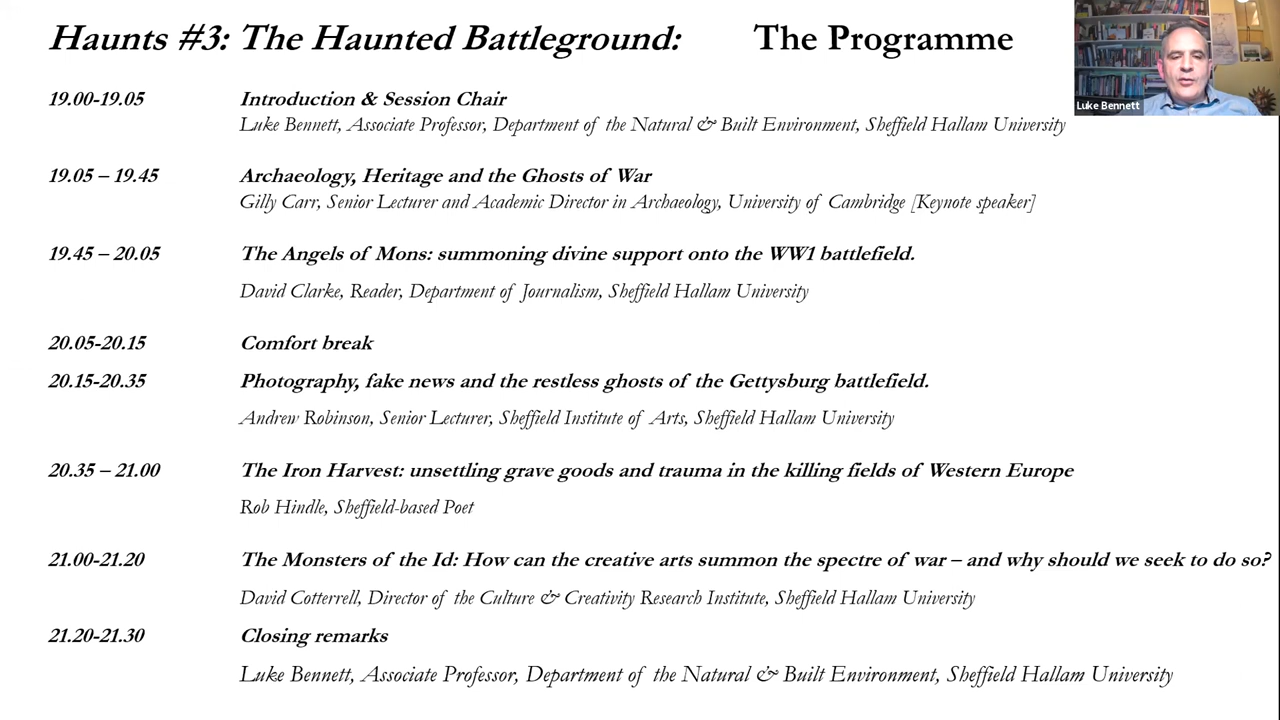 Haunts #3: The Haunted Battleground: The Programme
Luke Bennett
19.00-19.05 Introduction & Session Chair
Luke Bennett, Associate Professor, Department of the Natural & Built Environment, Sheffield Hallam University
19.05 – 19.45 Archaeology, Heritage and the Ghosts of War
Gilly Carr, Senior Lecturer and Academic Director in Archaeology, University of Cambridge [Keynote speaker]
19.45 – 20.05 The Angels of Mons: summoning divine support onto the WW1 battlefield.
David Clarke, Reader, Department of Journalism, Sheffield Hallam University
20.05-20.15 Comfort break
20.15-20.35 Photography, fake news and the restless ghosts of the Gettysburg battlefield.
Andrew Robinson, Senior Lecturer, Sheffield Institute of Arts, Sheffield Hallam University
20.35 – 21.00 The Iron Harvest: unsettling grave goods and trauma in the killing fields of Western Europe
Rob Hindle, Sheffield-based Poet
21.00-21.20 The Monsters of the Id: How can the creative arts summon the spectre of war – and why should we seek to do so?
David Cotterrell, Director of the Culture & Creativity Research Institute, Sheffield Hallam University
21.20-21.30 Closing remarks
Luke Bennett, Associate Professor, Department of the Natural & Built Environment, Sheffield Hallam University